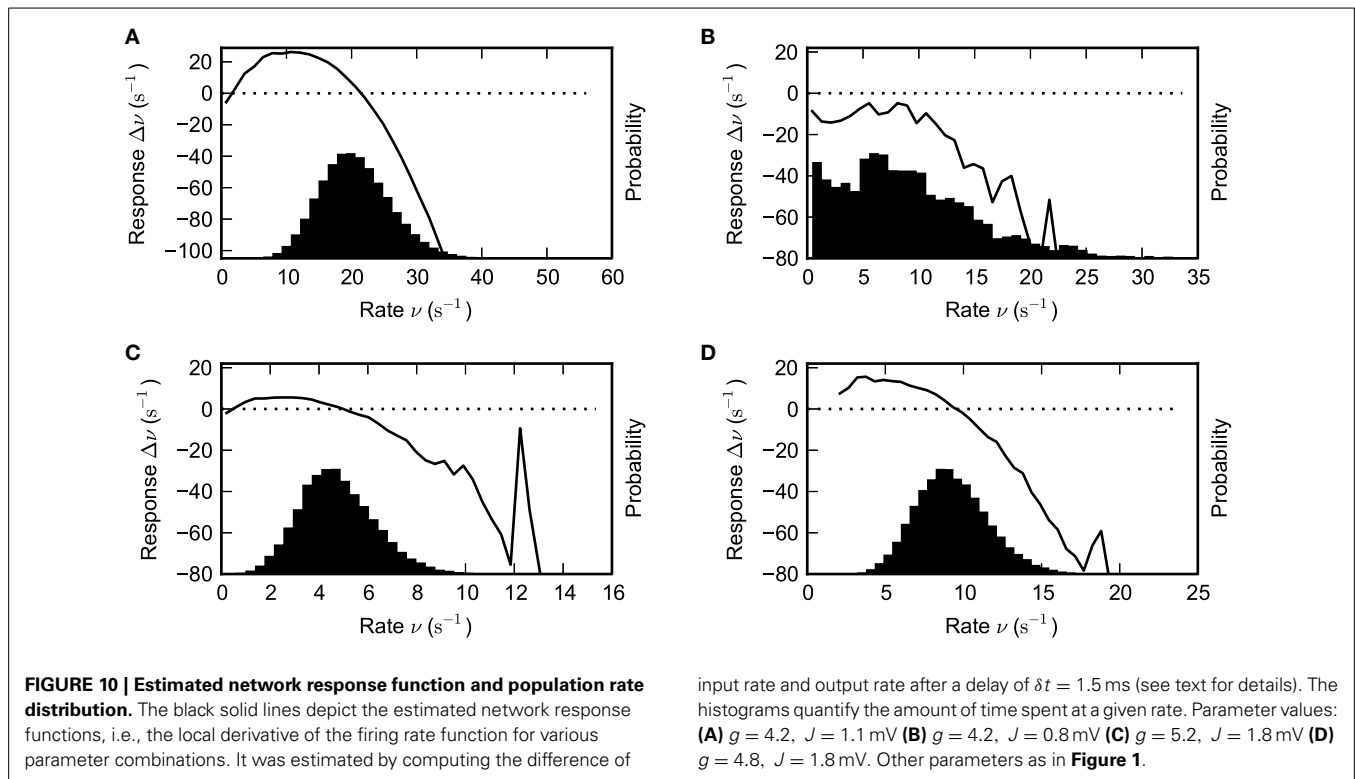 A
Response Δν (s⁻¹)
20
0
−20
−40
−60
−80
−100
0 10 20 30 40 50 60
Rate ν (s⁻¹)
Probability
B
Response Δν (s⁻¹)
20
0
−20
−40
−60
−80
0 5 10 15 20 25 30 35
Rate ν (s⁻¹)
Probability
C
Response Δν (s⁻¹)
20
0
−20
−40
−60
−80
0 2 4 6 8 10 12 14 16
Rate ν (s⁻¹)
Probability
D
Response Δν (s⁻¹)
20
0
−20
−40
−60
−80
5 10 15 20 25
Rate ν (s⁻¹)
Probability
FIGURE 10 | Estimated network response function and population rate
distribution. The black solid lines depict the estimated network response
functions, i.e., the local derivative of the firing rate function for various
parameter combinations. It was estimated by computing the difference of
input rate and output rate after a delay of δt = 1.5 ms (see text for details). The
histograms quantify the amount of time spent at a given rate. Parameter values:
(A) g = 4.2, J = 1.1 mV (B) g = 4.2, J = 0.8 mV (C) g = 5.2, J = 1.8 mV (D)
g = 4.8, J = 1.8 mV. Other parameters as in Figure 1.